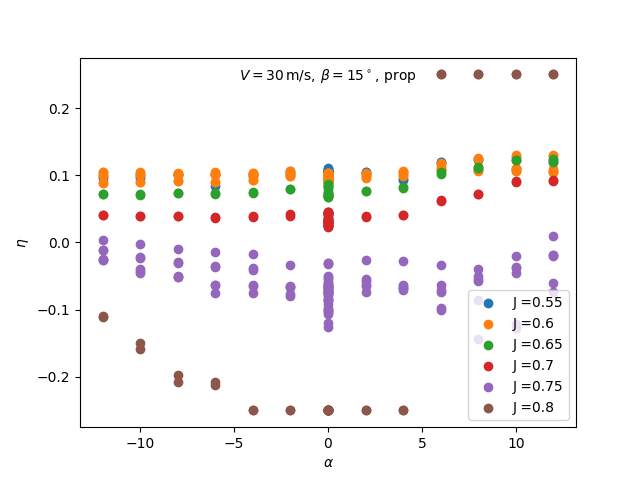 V = 30 m/s, β = 15°, prop
0.2
0.1
0.0
−0.1
−0.2
η
−10
−5
0
5
10
α
J =0.55
J =0.6
J =0.65
J =0.7
J =0.75
J =0.8